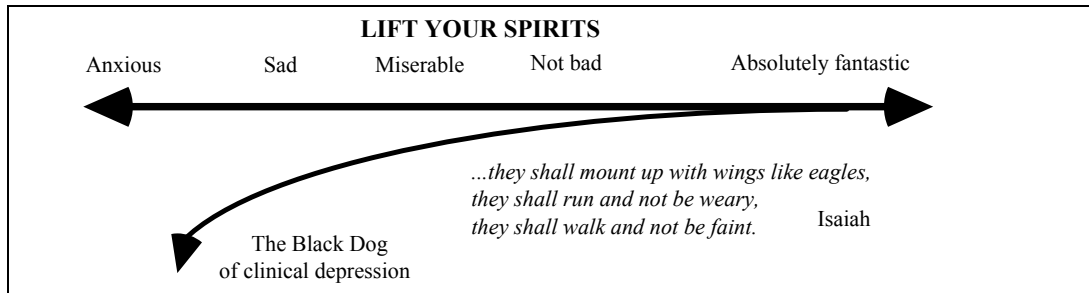 LIFT YOUR SPIRITS
Anxious Sad Miserable Not bad Absolutely fantastic
...they shall mount up with wings like eagles,
they shall run and not be weary,
they shall walk and not be faint.
Isaiah
The Black Dog
of clinical depression